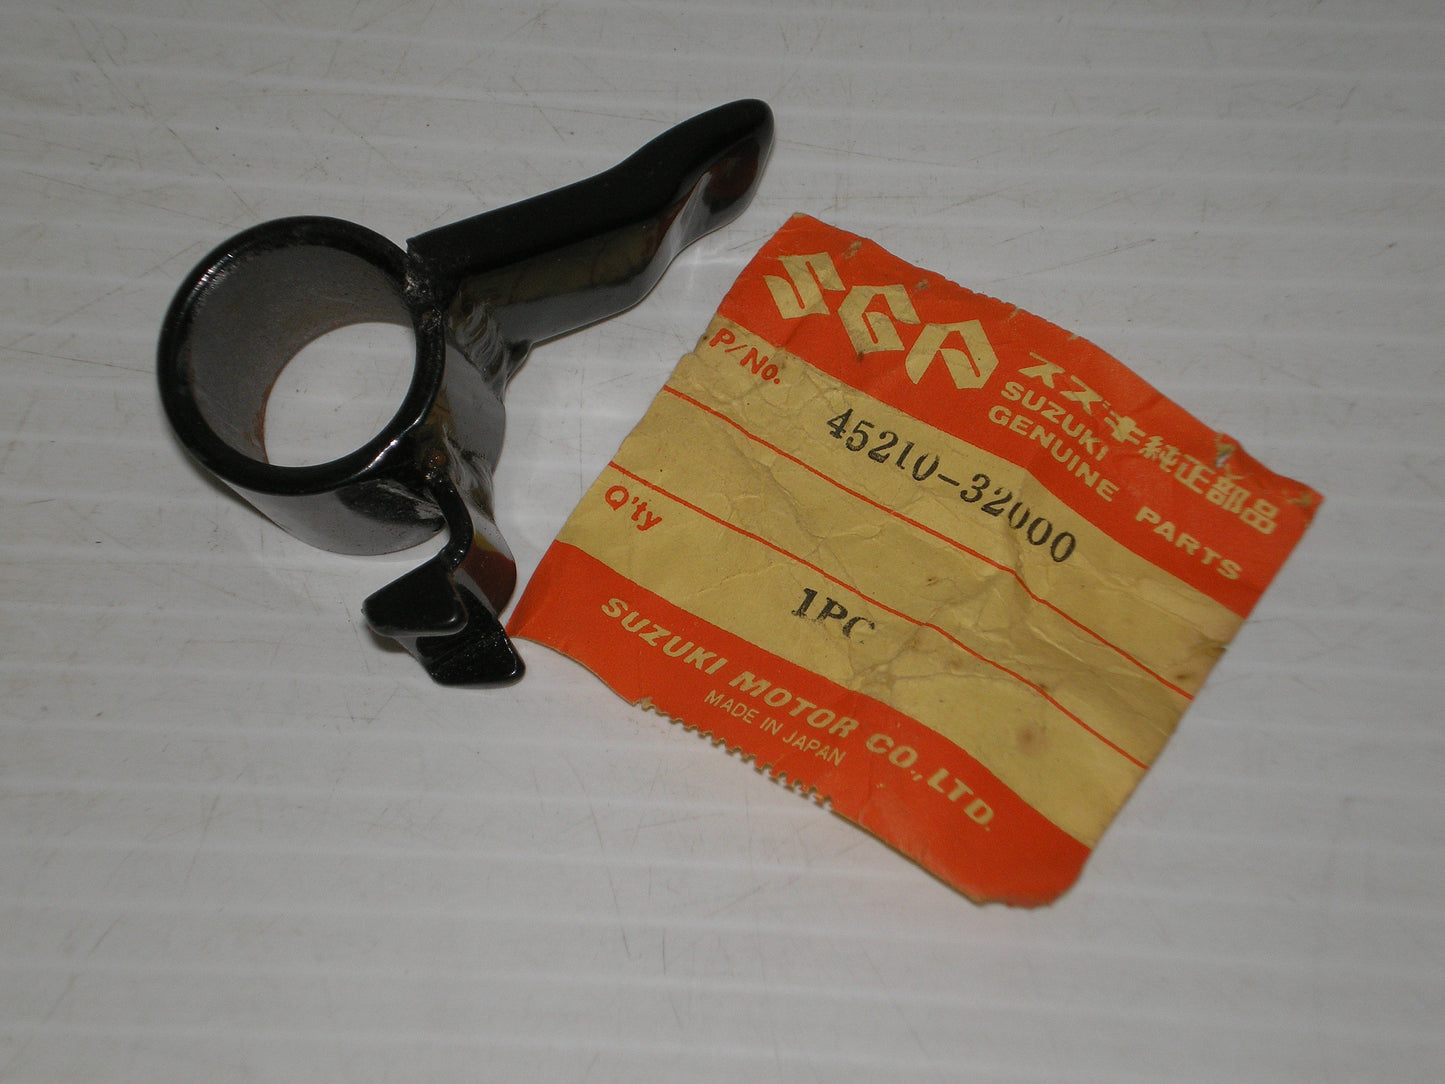 SGP
スズキ純正部品
SUZUKI
GENUINE PARTS
P/No.
45210-32000
Q'ty
1PC
SUZUKI MOTOR CO., LTD.
MADE IN JAPAN